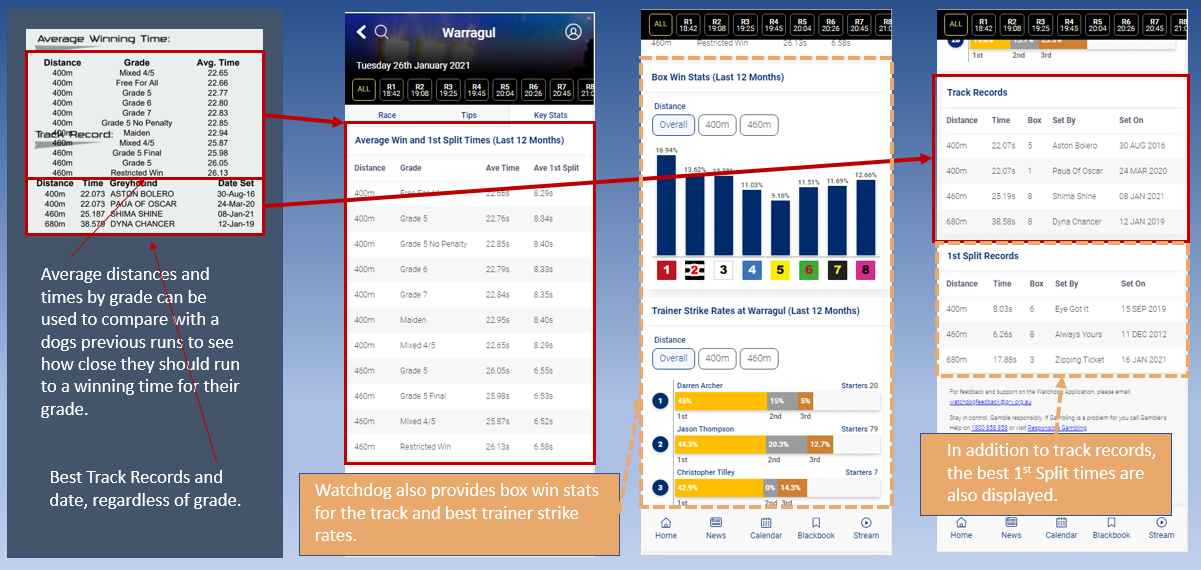 Average Winning Time:
Distance Grade Avg. Time
400m Mixed 4/5 22.65
400m Free For All 22.66
400m Grade 5 22.77
400m Grade 6 22.80
400m Grade 7 22.83
400m Grade 5 No Penalty 22.85
400m Maiden 22.94
Track Record:
460m Mixed 4/5 25.87
460m Grade 5 Final 25.98
460m Grade 5 26.05
460m Restricted Win 26.13
Distance Time Greyhound Date Set
400m 22.073 ASTON BOLERO 30-Aug-16
400m 22.073 PAUA OF OSCAR 24-Mar-20
460m 25.187 SHIMA SHINE 08-Jan-21
680m 38.579 DYNA CHANCER 12-Jan-19
Average distances and
times by grade can be
used to compare with a
dogs previous runs to see
how close they should run
to a winning time for their
grade.
Best Track Records and
date, regardless of grade.
Warragul
Tuesday 26th January 2021
ALL R1 R2 R3 R4 R5 R6 R7 R8
18:42 19:08 19:25 19:45 20:04 20:26 20:45 21:0
Race Tips Key Stats
Average Win and 1st Split Times (Last 12 Months)
Distance Grade Ave Time Ave 1st Split
400m Free For All 22.66s 8.29s
400m Grade 5 22.76s 8.34s
400m Grade 5 No Penalty 22.85s 8.40s
400m Grade 6 22.79s 8.33s
400m Grade 7 22.84s 8.35s
400m Maiden 22.95s 8.40s
400m Mixed 4/5 22.65s 8.29s
460m Grade 5 26.05s 6.55s
460m Grade 5 Final 25.98s 6.53s
460m Mixed 4/5 25.87s 6.52s
460m Restricted Win 26.13s 6.58s
Watchdog also provides box win stats
for the track and best trainer strike
rates.
ALL R1 R2 R3 R4 R5 R6 R7 R8
18:42 19:08 19:25 19:45 20:04 20:26 20:45 21:0
460m Restricted Win 26.13s 6.58s
Box Win Stats (Last 12 Months)
Distance
Overall 400m 460m
16.94% 13.62% 11.03% 9.16% 11.51% 11.69% 12.66%
1 2 3 4 5 6 7 8
Trainer Strike Rates at Warragul (Last 12 Months)
Distance
Overall 400m 460m
Darren Archer Starters 20
1 45% 15% 5%
1st 2nd 3rd
Jason Thompson Starters 79
2 44.3% 20.3% 12.7%
1st 2nd 3rd
Christopher Tilley Starters 7
3 42.9% 0% 14.3%
1st 2nd 3rd
Home News Calendar Blackbook Stream
ALL R1 R2 R3 R4 R5 R6 R7 R8
18:42 19:08 19:25 19:45 20:04 20:26 20:45 21:0
1st 2nd 3rd
Track Records
Distance Time Box Set By Set On
400m 22.07s 5 Aston Bolero 30 AUG 2016
400m 22.07s 1 Paua Of Oscar 24 MAR 2020
460m 25.19s 8 Shima Shine 08 JAN 2021
680m 38.58s 8 Dyna Chancer 12 JAN 2019
1st Split Records
Distance Time Box Set By Set On
400m 8.03s 6 Eye Got It 15 SEP 2019
460m 6.26s 8 Always Yours 11 DEC 2012
680m 17.88s 3 Zipping Ticket 16 JAN 2021
For feedback and support on the Watchdog Application, please email:
watchdogfeedback@grv.org.au
Stay in control. Gamble responsibly. If Gambling is a problem for you call Gambler's
Help on 1800 858 858 or visit Responsible Gambling
In addition to track records,
the best 1st Split times are
also displayed.
Home News Calendar Blackbook Stream